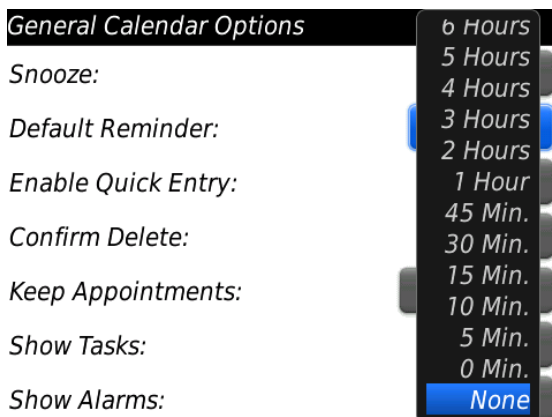 General Calendar Options
Snooze:
Default Reminder:
Enable Quick Entry:
Confirm Delete:
Keep Appointments:
Show Tasks:
Show Alarms:
6 Hours
5 Hours
4 Hours
3 Hours
2 Hours
1 Hour
45 Min.
30 Min.
15 Min.
10 Min.
5 Min.
0 Min.
None